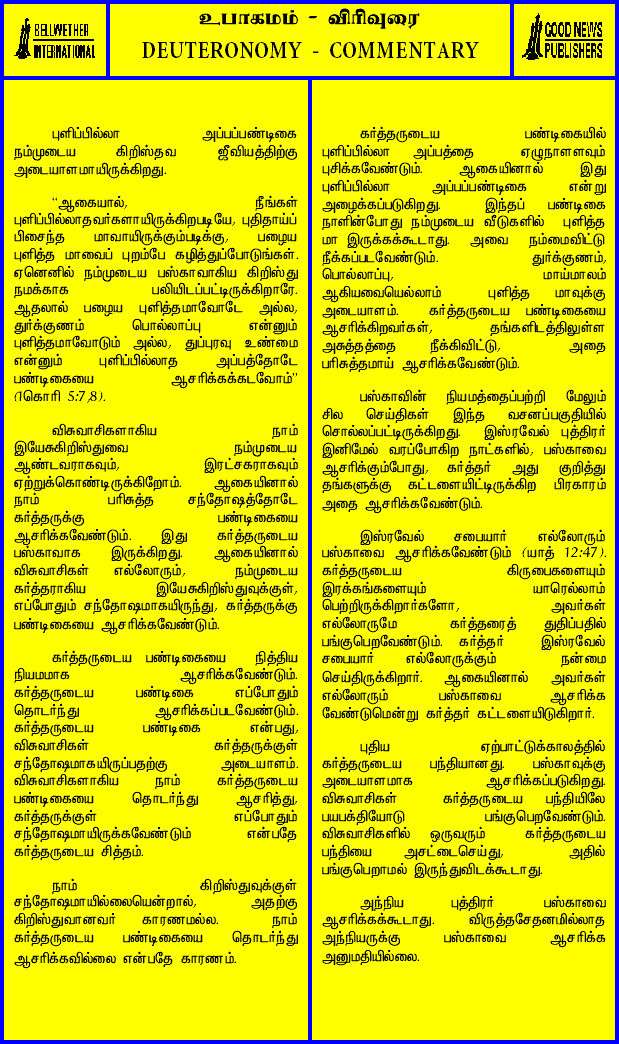 BELLWETHER
INTERNATIONAL
உபாகமம் - விரிவுரை
DEUTERONOMY - COMMENTARY
GOOD NEWS
PUBLISHERS
புளிப்பில்லா அப்பப்பண்டிகை
நம்முடைய கிறிஸ்தவ ஜீவியத்திற்கு
அடையாளமாயிருக்கிறது.
“ஆகையால், நீங்கள்
புளிப்பில்லாதவர்களாயிருக்கிறபடியே, புதிதாய்ப்
பிசைந்த மாவாயிருக்கும்படிக்கு, பழைய
புளித்த மாவைப் புறம்பே கழித்துப்போடுங்கள்.
ஏனெனில் நம்முடைய பஸ்காவாகிய கிறிஸ்து
நமக்காக பலியிடப்பட்டிருக்கிறாரே.
ஆதலால் பழைய புளித்தமாவோடே அல்ல,
துர்க்குணம் பொல்லாப்பு என்னும்
புளித்தமாவோடும் அல்ல, துப்புரவு உண்மை
என்னும் புளிப்பில்லாத அப்பத்தோடே
பண்டிகையை ஆசரிக்கக்கடவோம்”
(1கொரி 5:7,8).
விசுவாசிகளாகிய நாம்
இயேசுகிறிஸ்துவை நம்முடைய
ஆண்டவராகவும், இரட்சகராகவும்
ஏற்றுக்கொண்டிருக்கிறோம். ஆகையினால்
நாம் பரிசுத்த சந்தோஷத்தோடே
கர்த்தருக்கு பண்டிகையை
ஆசரிக்கவேண்டும். இது கர்த்தருடைய
பஸ்காவாக இருக்கிறது. ஆகையினால்
விசுவாசிகள் எல்லோரும், நம்முடைய
கர்த்தராகிய இயேசுகிறிஸ்துவுக்குள்,
எப்போதும் சந்தோஷமாகயிருந்து, கர்த்தருக்கு
பண்டிகையை ஆசரிக்கவேண்டும்.
கர்த்தருடைய பண்டிகையை நித்திய
நியமமாக ஆசரிக்கவேண்டும்.
கர்த்தருடைய பண்டிகை எப்போதும்
தொடர்ந்து ஆசரிக்கப்படவேண்டும்.
கர்த்தருடைய பண்டிகை என்பது,
விசுவாசிகள் கர்த்தருக்குள்
சந்தோஷமாகயிருப்பதற்கு அடையாளம்.
விசுவாசிகளாகிய நாம் கர்த்தருடைய
பண்டிகையை தொடர்ந்து ஆசரித்து,
கர்த்தருக்குள் எப்போதும்
சந்தோஷமாயிருக்கவேண்டும் என்பதே
கர்த்தருடைய சித்தம்.
நாம் கிறிஸ்துவுக்குள்
சந்தோஷமாயில்லையென்றால், அதற்கு
கிறிஸ்துவானவர் காரணமல்ல. நாம்
கர்த்தருடைய பண்டிகையை தொடர்ந்து
ஆசரிக்கவில்லை என்பதே காரணம்.
கர்த்தருடைய பண்டிகையில்
புளிப்பில்லா அப்பத்தை ஏழுநாளளவும்
புசிக்கவேண்டும். ஆகையினால் இது
புளிப்பில்லா அப்பப்பண்டிகை என்று
அழைக்கப்படுகிறது. இந்தப் பண்டிகை
நாளின்போது நம்முடைய வீடுகளில் புளித்த
மா இருக்கக்கூடாது. அவை நம்மைவிட்டு
நீக்கப்படவேண்டும். துர்க்குணம்,
பொல்லாப்பு, மாய்மாலம்
ஆகியவையெல்லாம் புளித்த மாவுக்கு
அடையாளம். கர்த்தருடைய பண்டிகையை
ஆசரிக்கிறவர்கள், தங்களிடத்திலுள்ள
அசுத்தத்தை நீக்கிவிட்டு, அதை
பரிசுத்தமாய் ஆசரிக்கவேண்டும்.
பஸ்காவின் நியமத்தைப்பற்றி மேலும்
சில செய்திகள் இந்த வசனப்பகுதியில்
சொல்லப்பட்டிருக்கிறது. இஸ்ரவேல் புத்திரர்
இனிமேல் வரப்போகிற நாட்களில், பஸ்காவை
ஆசரிக்கும்போது, கர்த்தர் அது குறித்து
தங்களுக்கு கட்டளையிட்டிருக்கிற பிரகாரம்
அதை ஆசரிக்கவேண்டும்.
இஸ்ரவேல் சபையார் எல்லோரும்
பஸ்காவை ஆசரிக்கவேண்டும் (யாத் 12:47).
கர்த்தருடைய கிருபைகளையும்
இரக்கங்களையும் யாரெல்லாம்
பெற்றிருக்கிறார்களோ, அவர்கள்
எல்லோருமே கர்த்தரைத் துதிப்பதில்
பங்குபெறவேண்டும். கர்த்தர் இஸ்ரவேல்
சபையார் எல்லோருக்கும் நன்மை
செய்திருக்கிறார். ஆகையினால் அவர்கள்
எல்லோரும் பஸ்காவை ஆசரிக்க
வேண்டுமென்று கர்த்தர் கட்டளையிடுகிறார்.
புதிய ஏற்பாட்டுக்காலத்தில்
கர்த்தருடைய பந்தியானது. பஸ்காவுக்கு
அடையாளமாக ஆசரிக்கப்படுகிறது.
விசுவாசிகள் கர்த்தருடைய பந்தியிலே
பயபக்தியோடு பங்குபெறவேண்டும்.
விசுவாசிகளில் ஒருவரும் கர்த்தருடைய
பந்தியை அசட்டைசெய்து, அதில்
பங்குபெறாமல் இருந்துவிடக்கூடாது.
அந்நிய புத்திரர் பஸ்காவை
ஆசரிக்கக்கூடாது. விருத்தசேதனமில்லாத
அந்நியருக்கு பஸ்காவை ஆசரிக்க
அனுமதியில்லை.